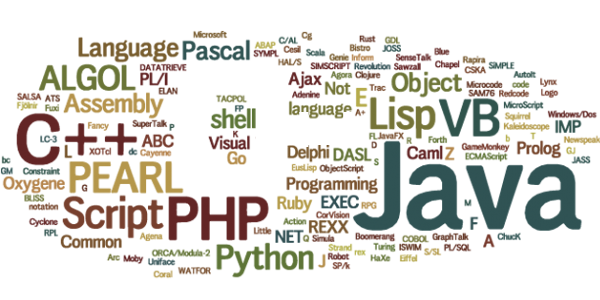 Microsoft
C/AL
Cg
Rust
GDL
Language
Pascal
ABAP
Cesil
Scala
Bistro
JOSS
SYMPL
Genie
Inform
SenseTalk
Blue
Rapira
DATATRIEVE
HAL/S
SIMSCRIPT
Revolution
Sawzall
Chapel
CSKA
SIMPLE
ALGOL
PL/I
Ajax
Not
Agora
Clojure
Object
AutoIt
Microcode
code
Lynx
ELAN
Adenine
Trac
SAM76
Redcode
Logo
SALSA
ATS
Assembly
TACPOL
E
Lisp
VB
MicroScript
Fjölnir
Fuxi
FP
language
A+
Squirrel
Windows/Dos
C++
Fancy
SuperTalk
P
shell
Kaleidoscope
IMP
LC-3
ABC
K
FL
JavaFX
R
Forth
b
T
Newspeak
L
XOTcl
dc
Cayenne
Visual
Go
Delphi
DASL
D
S
Caml
Z
GameMonkey
Prolog
GJ
bc
GM
Constraint
ECMAScript
JASS
Oxygene
PEARL
G
EusLisp
ObjectScript
Programming
Java
BLISS
notation
Script
PHP
Ruby
EXEC
RPG
M
Cyclone
Action
CorVision
REXX
F
RPL
Common
Agena
Little
NET
Q
Simula
Boomerang
COBOL
GraphTalk
A
ChucK
ORCA/Modula-2
Python
Strand
rex
Turing
ISWIM
PL/SQL
Arc
Moby
Uniface
J
Robot
HaXe
Eiffel
S/SL
Coral
WATFOR
SP/k